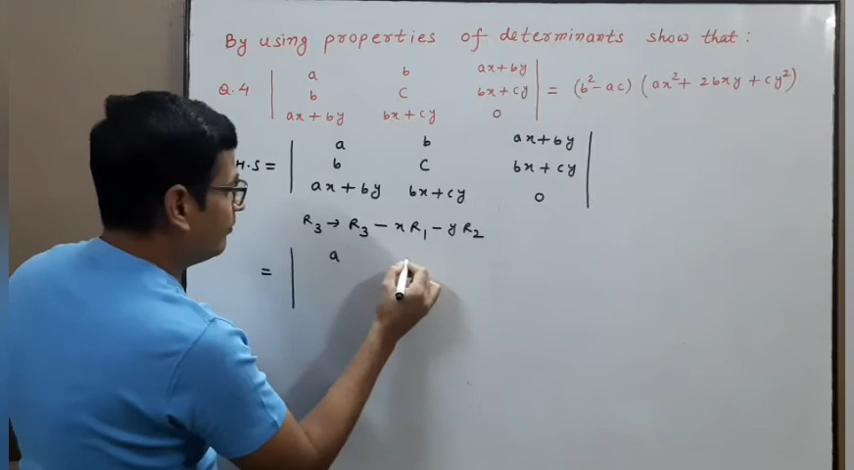 By using properties of determinants show that :
Q.4 | a b ax+by |
| b c bx+cy | = (b²-ac) (ax²+ 2bxy + cy²)
| ax+by bx+cy 0 |
| a b ax+by |
H.S = | b c bx+cy |
| ax+by bx+cy 0 |
R₃ → R₃ - xR₁ - yR₂
= | a